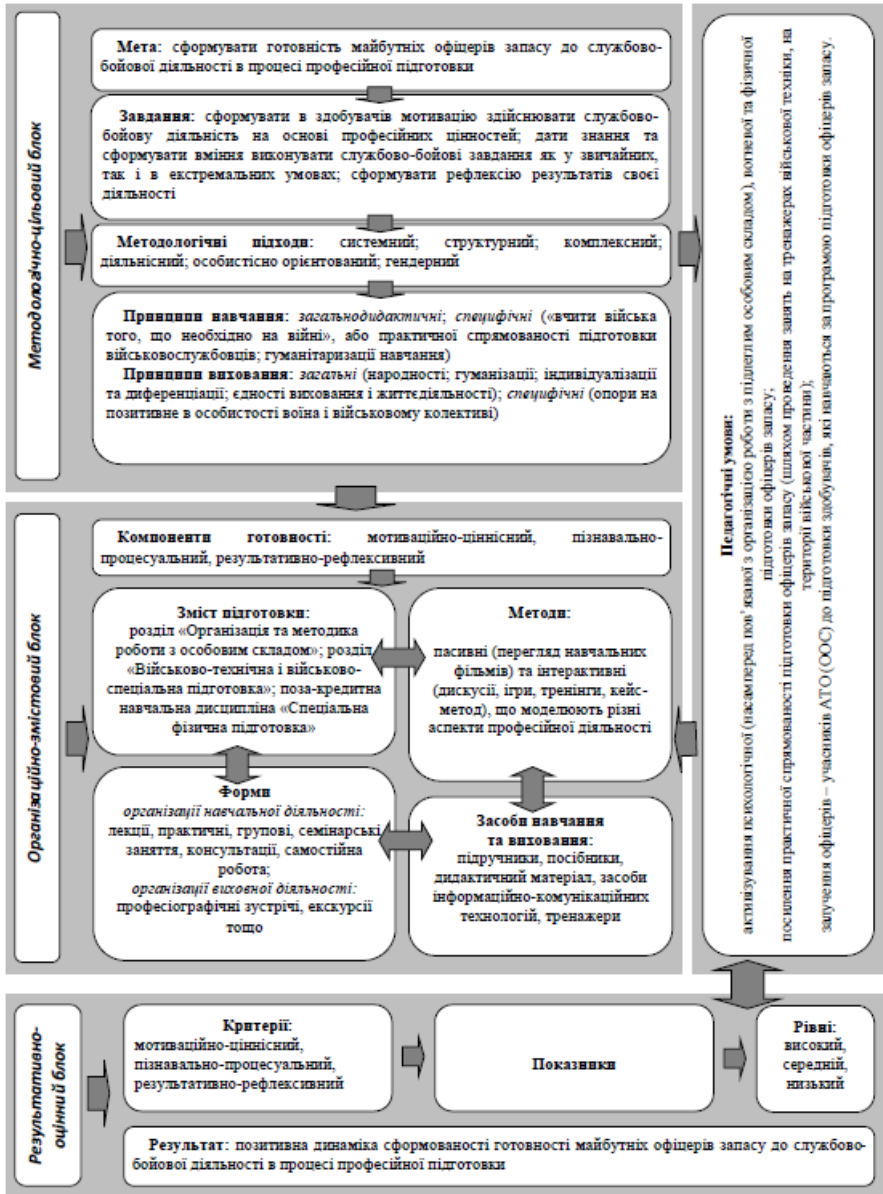 Методологічно-цільовий блок
Мета: сформувати готовність майбутніх офіцерів запасу до службово-
бойової діяльності в процесі професійної підготовки
Завдання: сформувати в здобувачів мотивацію здійснювати службово-
бойову діяльність на основі професійних цінностей; дати знання та
сформувати вміння виконувати службово-бойові завдання як у звичайних,
так і в екстремальних умовах; сформувати рефлексію результатів своєї
діяльності
Методологічні підходи: системний; структурний; комплексний;
діяльнісний; особистісно орієнтований; гендерний
Принципи навчання: загальнодидактичні; специфічні («вчити війська
того, що необхідно на війні», або практичної спрямованості підготовки
військовослужбовців; гуманітаризації навчання)
Принципи виховання: загальні (народності; гуманізації; індивідуалізації
та диференціації; єдності виховання і життєдіяльності); специфічні (опори на
позитивне в особистості воїна і військовому колективі)
Організаційно-змістовий блок
Компоненти готовності: мотиваційно-ціннісний, пізнавально-
процесуальний, результативно-рефлексивний
Зміст підготовки:
розділ «Організація та методика
роботи з особовим складом»; розділ
«Військово-технічна і військово-
спеціальна підготовка»; поза-кредитна
навчальна дисципліна «Спеціальна
фізична підготовка»
Методи:
пасивні (перегляд навчальних
фільмів) та інтерактивні
(дискусії, ігри, тренінги, кейс-
метод), що моделюють різні
аспекти професійної діяльності
Форми
організації навчальної діяльності:
лекції, практичні, групові, семінарські
заняття, консультації, самостійна
робота;
організації виховної діяльності:
професіографічні зустрічі, екскурсії
тощо
Засоби навчання
та виховання:
підручники, посібники,
дидактичний матеріал, засоби
інформаційно-комунікаційних
технологій, тренажери
Педагогічні умови:
активізування психологічної (насамперед пов’язаної з організацією роботи з підлеглим особовим складом), вогневої та фізичної
підготовки офіцерів запасу;
посилення практичної спрямованості підготовки офіцерів запасу (шляхом проведення занять на тренажерах військової техніки, на
території військової частини);
залучення офіцерів – учасників АТО (ООС) до підготовки здобувачів, які навчаються за програмою підготовки офіцерів запасу.
Результативно-
оцінний блок
Критерії:
мотиваційно-ціннісний,
пізнавально-процесуальний,
результативно-рефлексивний
Показники
Рівні:
високий,
середній,
низький
Результат: позитивна динаміка сформованості готовності майбутніх офіцерів запасу до службово-
бойової діяльності в процесі професійної підготовки